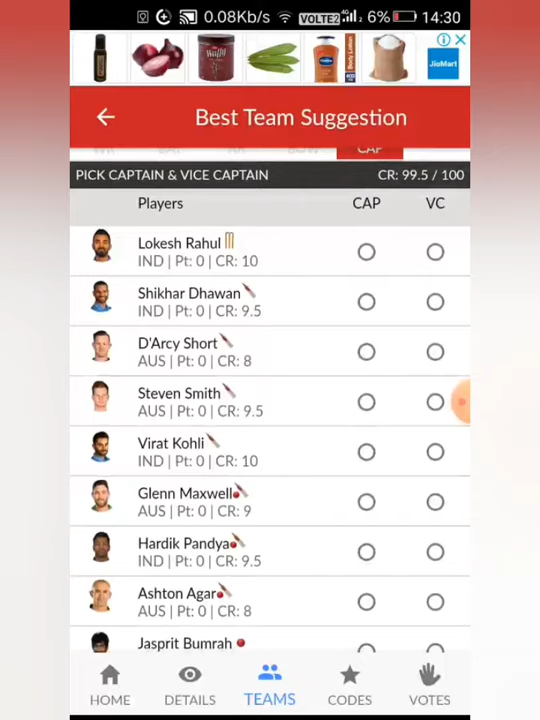 0.08Kb/s VOLTE2 4G 6% 14:30
JioMart
Best Team Suggestion
CAP
PICK CAPTAIN & VICE CAPTAIN CR: 99.5 / 100
Players CAP VC
Lokesh Rahul
IND | Pt: 0 | CR: 10
Shikhar Dhawan
IND | Pt: 0 | CR: 9.5
D'Arcy Short
AUS | Pt: 0 | CR: 8
Steven Smith
AUS | Pt: 0 | CR: 9.5
Virat Kohli
IND | Pt: 0 | CR: 10
Glenn Maxwell
AUS | Pt: 0 | CR: 9
Hardik Pandya
IND | Pt: 0 | CR: 9.5
Ashton Agar
AUS | Pt: 0 | CR: 8
Jasprit Bumrah
HOME DETAILS TEAMS CODES VOTES